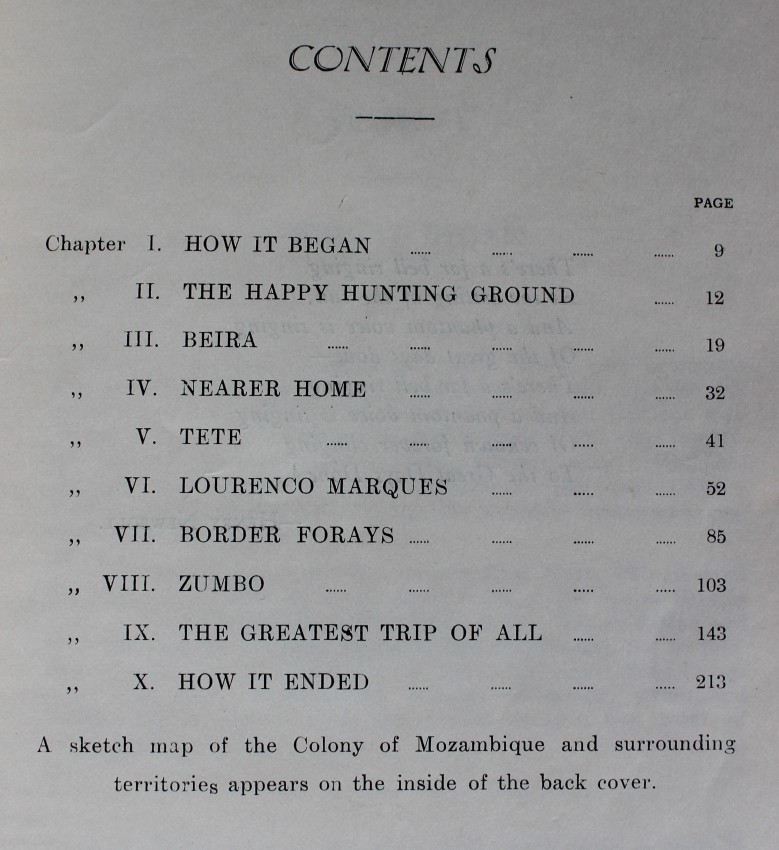 CONTENTS
PAGE
Chapter I. HOW IT BEGAN ...... ...... ...... ...... 9
,, II. THE HAPPY HUNTING GROUND ...... 12
,, III. BEIRA ...... ...... ...... ...... ...... 19
,, IV. NEARER HOME ...... ...... ...... ...... 32
,, V. TETE ...... ...... ...... ...... ...... 41
,, VI. LOURENCO MARQUES ...... ...... ...... 52
,, VII. BORDER FORAYS ...... ...... ...... ...... 85
,, VIII. ZUMBO ...... ...... ...... ...... ...... 103
,, IX. THE GREATEST TRIP OF ALL ...... ...... 143
,, X. HOW IT ENDED ...... ...... ...... ...... 213
A sketch map of the Colony of Mozambique and surrounding
territories appears on the inside of the back cover.